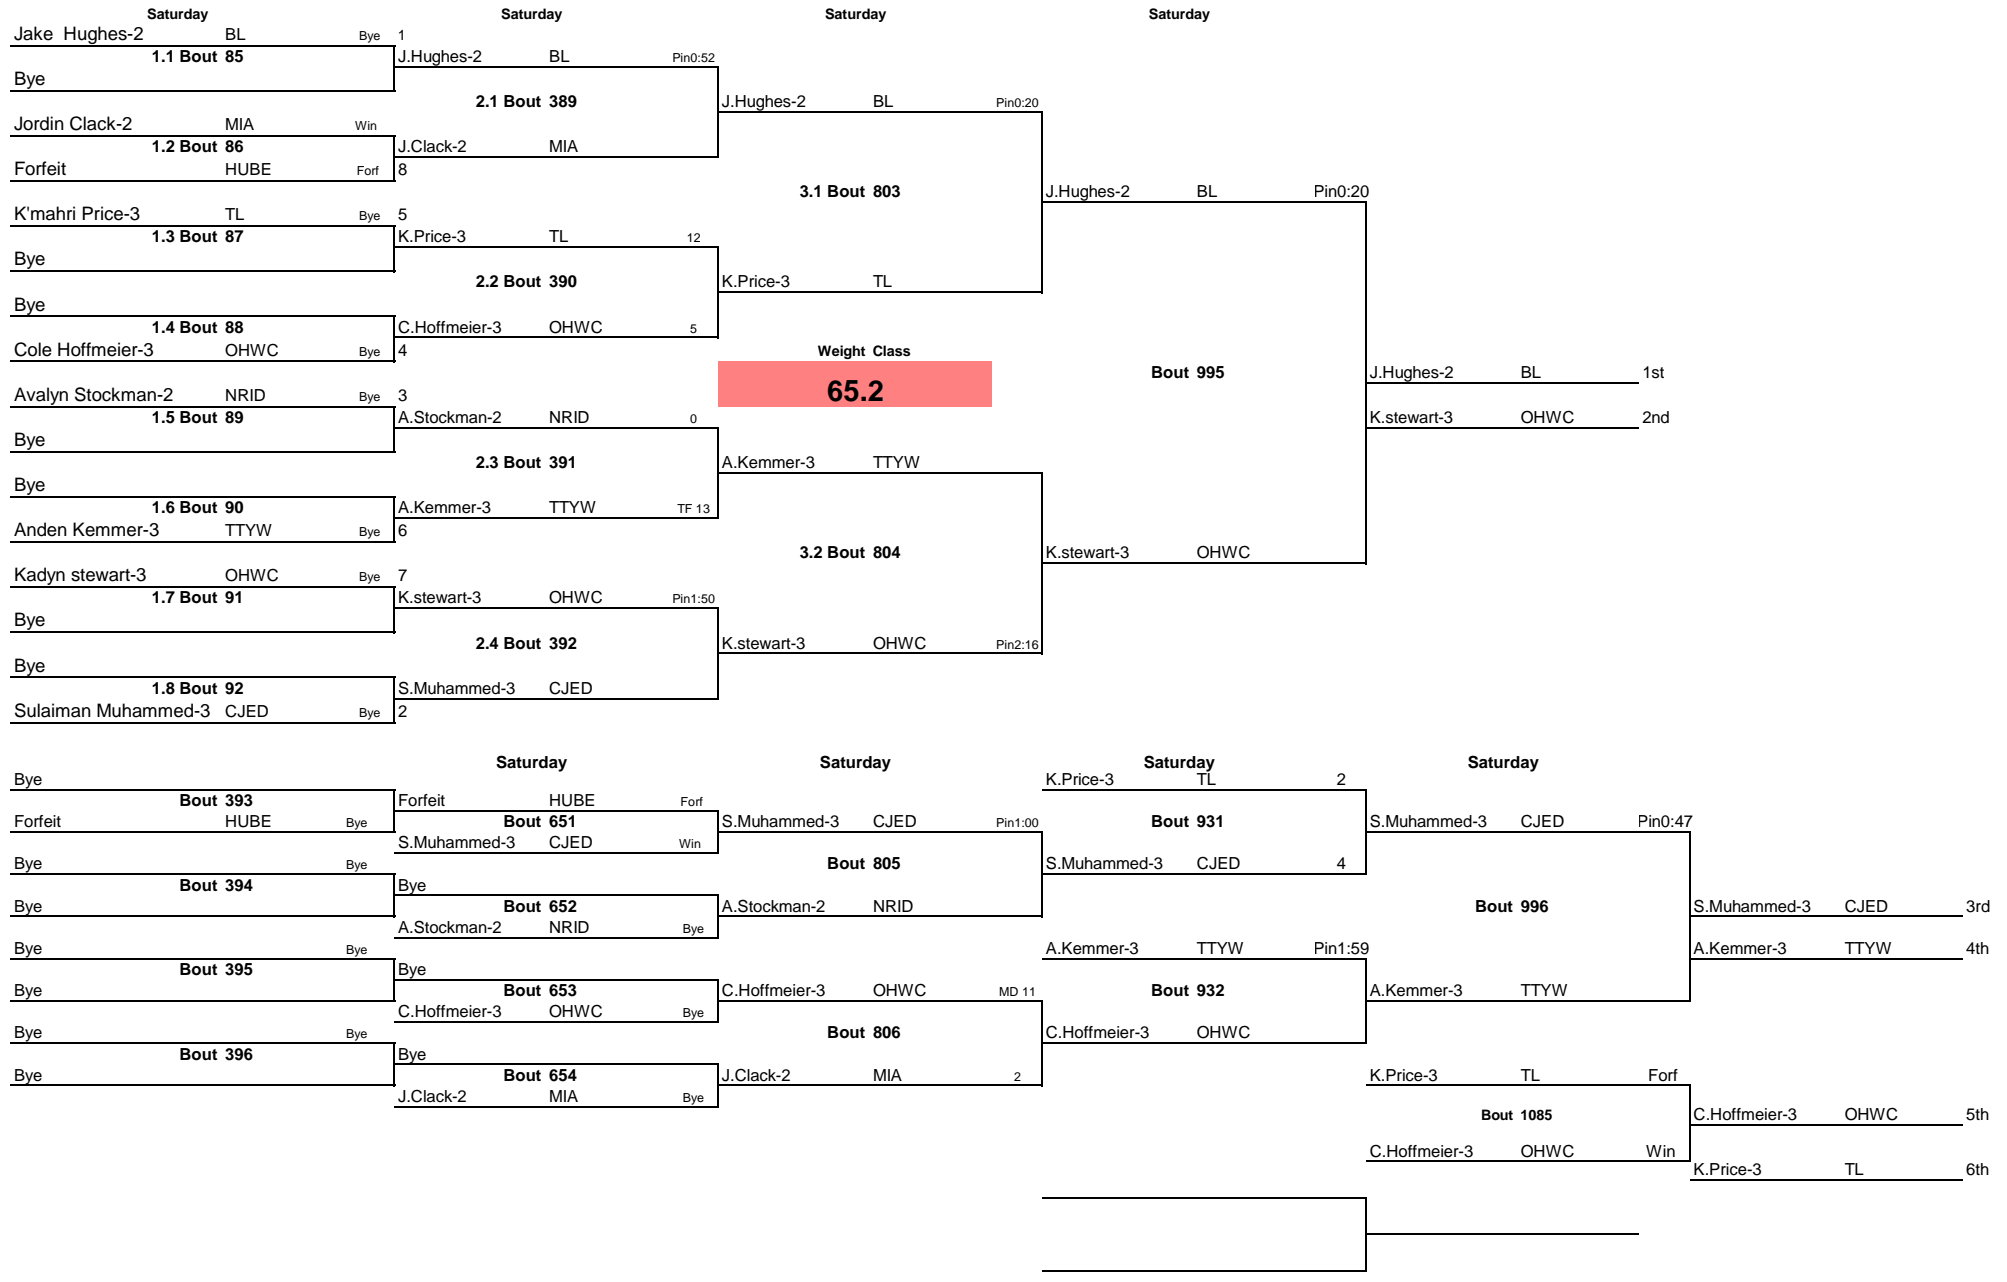 Saturday Saturday Saturday Saturday
Jake  Hughes-2 BL Bye 1
1.1 Bout 85 J.Hughes-2 BL Pin0:52
Bye
2.1 Bout 389 J.Hughes-2 BL Pin0:20
Jordin Clack-2 MIA Win
1.2 Bout 86 J.Clack-2 MIA
Forfeit HUBE Forf 8
3.1 Bout 803 J.Hughes-2 BL Pin0:20
K'mahri Price-3 TL Bye 5
1.3 Bout 87 K.Price-3 TL 12
Bye
2.2 Bout 390 K.Price-3 TL
Bye
1.4 Bout 88 C.Hoffmeier-3 OHWC 5
Cole Hoffmeier-3 OHWC Bye 4 Weight Class
Bout 995 J.Hughes-2 BL 1st
Avalyn Stockman-2 NRID Bye 3 65.2
1.5 Bout 89 A.Stockman-2 NRID 0 K.stewart-3 OHWC 2nd
Bye
2.3 Bout 391 A.Kemmer-3 TTYW
Bye
1.6 Bout 90 A.Kemmer-3 TTYW TF 13
Anden Kemmer-3 TTYW Bye 6
3.2 Bout 804 K.stewart-3 OHWC
Kadyn stewart-3 OHWC Bye 7
1.7 Bout 91 K.stewart-3 OHWC Pin1:50
Bye
2.4 Bout 392 K.stewart-3 OHWC Pin2:16
Bye
1.8 Bout 92 S.Muhammed-3 CJED
Sulaiman Muhammed-3 CJED Bye 2
Saturday Saturday Saturday Saturday
Bye K.Price-3 TL 2
Bout 393 Forfeit HUBE Forf
Forfeit HUBE Bye Bout 651 S.Muhammed-3 CJED Pin1:00 Bout 931 S.Muhammed-3 CJED Pin0:47
S.Muhammed-3 CJED Win
Bye Bye Bout 805 S.Muhammed-3 CJED 4
Bout 394 Bye
Bye Bout 652 A.Stockman-2 NRID Bout 996 S.Muhammed-3 CJED 3rd
A.Stockman-2 NRID Bye
Bye Bye A.Kemmer-3 TTYW Pin1:59 A.Kemmer-3 TTYW 4th
Bout 395 Bye
Bye Bout 653 C.Hoffmeier-3 OHWC MD 11 Bout 932 A.Kemmer-3 TTYW
C.Hoffmeier-3 OHWC Bye
Bye Bye Bout 806 C.Hoffmeier-3 OHWC
Bout 396 Bye
Bye Bout 654 J.Clack-2 MIA 2 K.Price-3 TL Forf
J.Clack-2 MIA Bye
Bout 1085 C.Hoffmeier-3 OHWC 5th
C.Hoffmeier-3 OHWC Win
K.Price-3 TL 6th